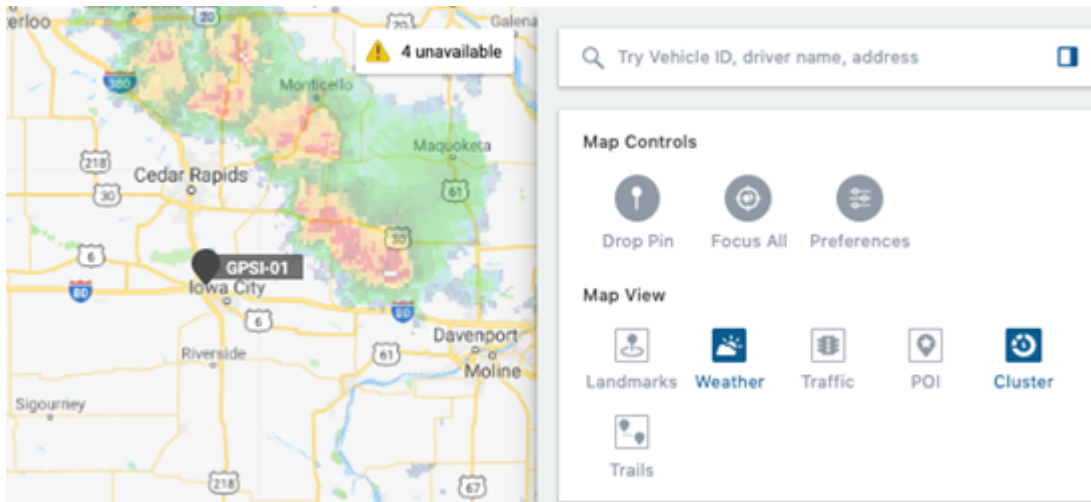 erloo
20
20
Galena
4 unavailable
380
Monticello
Maquoketa
218
Cedar Rapids
30
61
30
6
GPSI-01
80
Iowa City
80
6
Davenport
61
Moline
Riverside
Sigourney
218
67
Try Vehicle ID, driver name, address
Map Controls
Drop Pin Focus All Preferences
Map View
Landmarks Weather Traffic POI Cluster
Trails